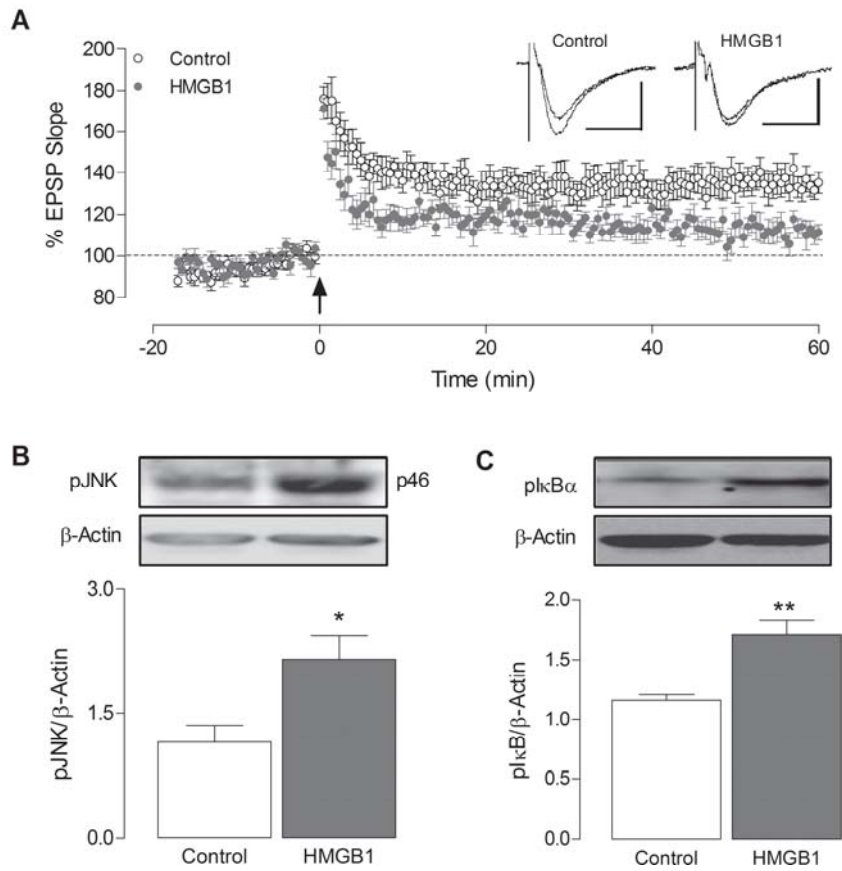 A
Control
HMGB1
Control
HMGB1
% EPSP Slope
200
180
160
140
120
100
80
-20
0
20
40
60
Time (min)
B
pJNK
p46
β-Actin
pJNK/β-Actin
3.0
1.5
0.0
*
Control
HMGB1
C
pIκBα
β-Actin
pIκB/β-Actin
2.0
1.5
1.0
0.5
0.0
**
Control
HMGB1